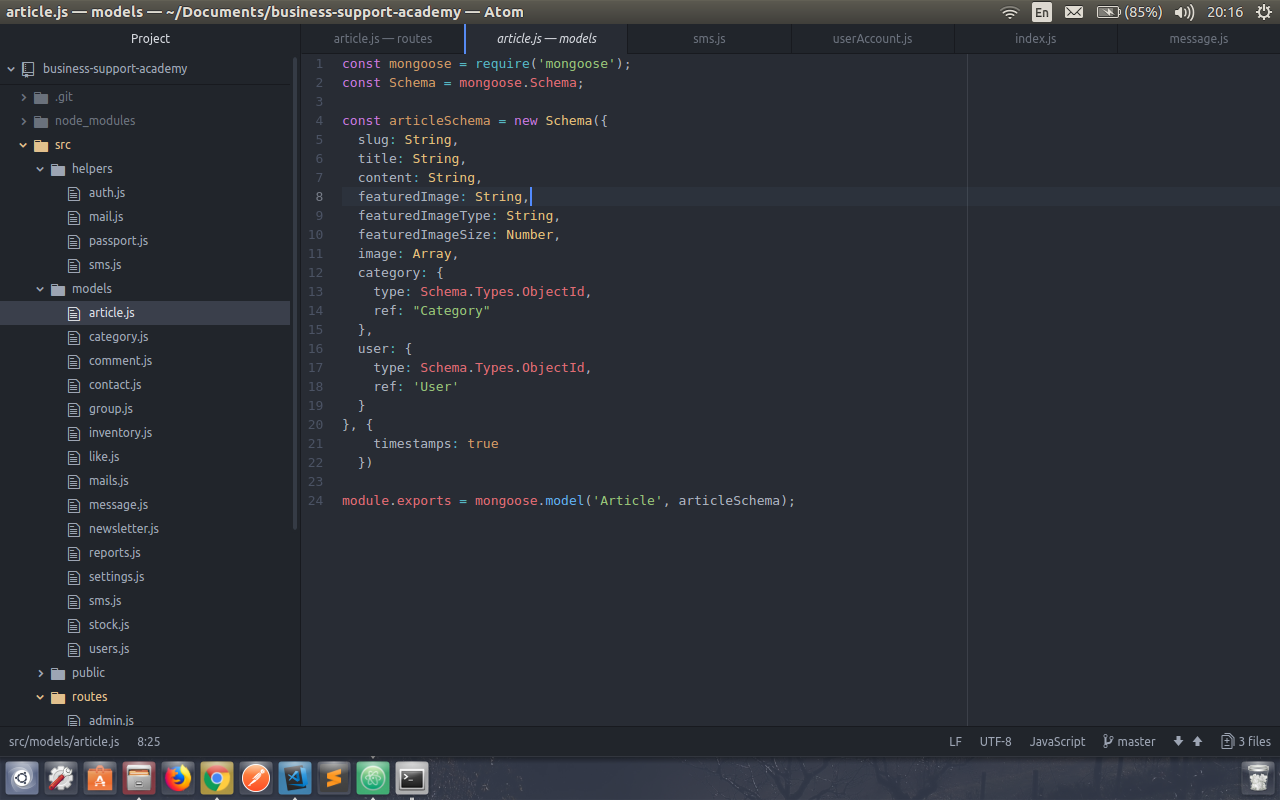 article.js — models — ~/Documents/business-support-academy — Atom
En
(85%)
20:16
Project
article.js — routes
article.js — models
sms.js
userAccount.js
index.js
message.js
business-support-academy
.git
node_modules
src
helpers
auth.js
mail.js
passport.js
sms.js
models
article.js
category.js
comment.js
contact.js
group.js
inventory.js
like.js
mails.js
message.js
newsletter.js
reports.js
settings.js
sms.js
stock.js
users.js
public
routes
admin.js
1 const mongoose = require('mongoose');
2 const Schema = mongoose.Schema;
3
4 const articleSchema = new Schema({
5   slug: String,
6   title: String,
7   content: String,
8   featuredImage: String,
9   featuredImageType: String,
10   featuredImageSize: Number,
11   image: Array,
12   category: {
13     type: Schema.Types.ObjectId,
14     ref: "Category"
15   },
16   user: {
17     type: Schema.Types.ObjectId,
18     ref: 'User'
19   }
20 }, {
21     timestamps: true
22   })
23
24 module.exports = mongoose.model('Article', articleSchema);
src/models/article.js
8:25
LF
UTF-8
JavaScript
master
3 files